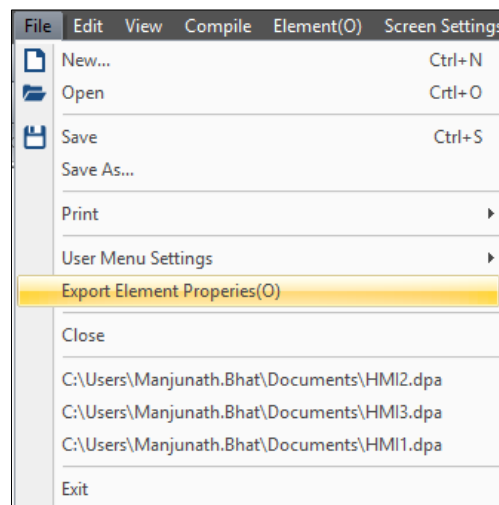 File Edit View Compile Element(O) Screen Settings
New... Ctrl+N
Open Crtl+O
Save Ctrl+S
Save As...
Print
User Menu Settings
Export Element Properies(O)
Close
C:\Users\Manjunath.Bhat\Documents\HMI2.dpa
C:\Users\Manjunath.Bhat\Documents\HMI3.dpa
C:\Users\Manjunath.Bhat\Documents\HMI1.dpa
Exit